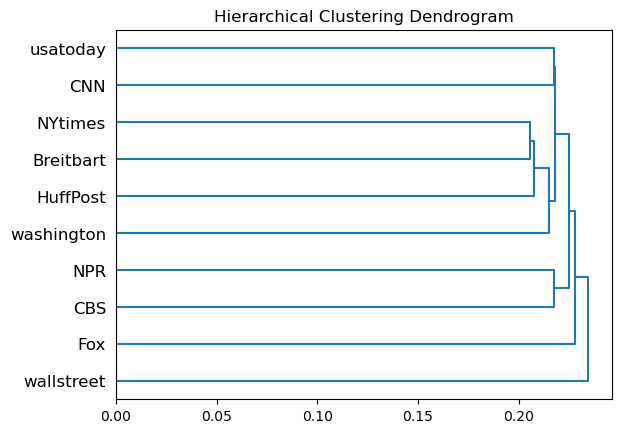 Hierarchical Clustering Dendrogram
usatoday
CNN
NYtimes
Breitbart
HuffPost
washington
NPR
CBS
Fox
wallstreet
0.00 0.05 0.10 0.15 0.20